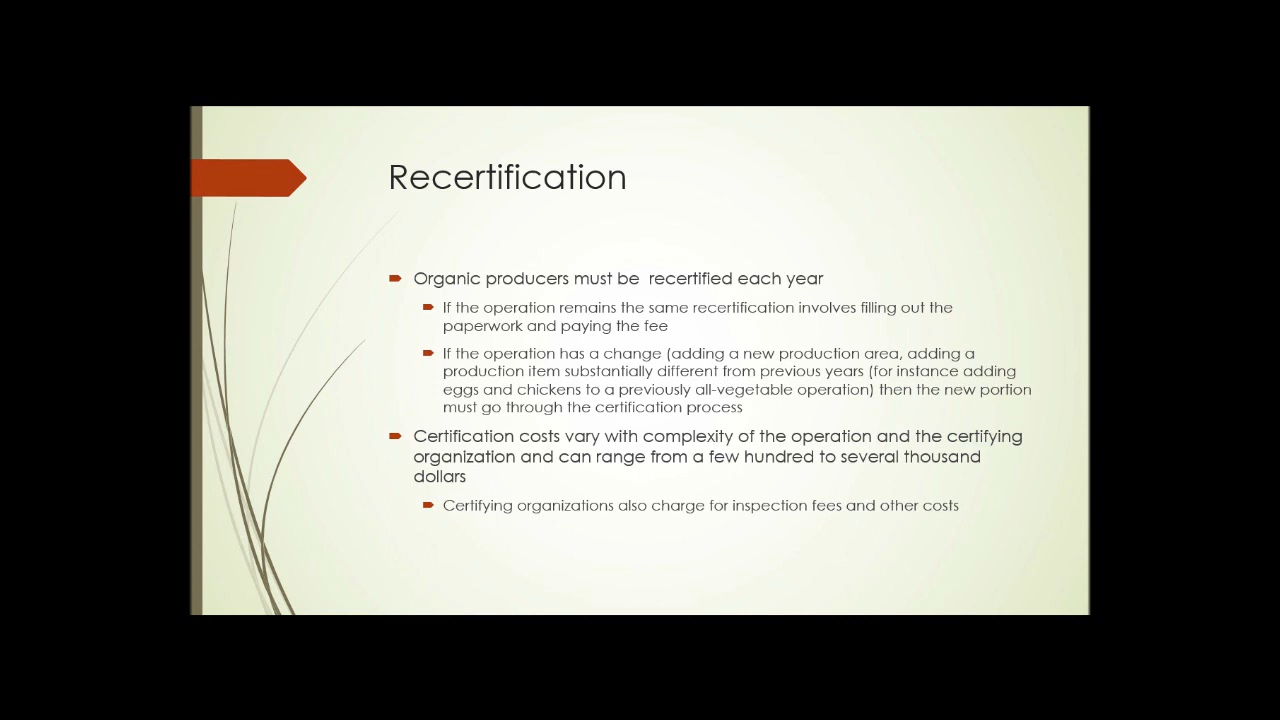 Recertification
Organic producers must be  recertified each year
If the operation remains the same recertification involves filling out the
paperwork and paying the fee
If the operation has a change (adding a new production area, adding a
production item substantially different from previous years (for instance adding
eggs and chickens to a previously all-vegetable operation) then the new portion
must go through the certification process
Certification costs vary with complexity of the operation and the certifying
organization and can range from a few hundred to several thousand
dollars
Certifying organizations also charge for inspection fees and other costs